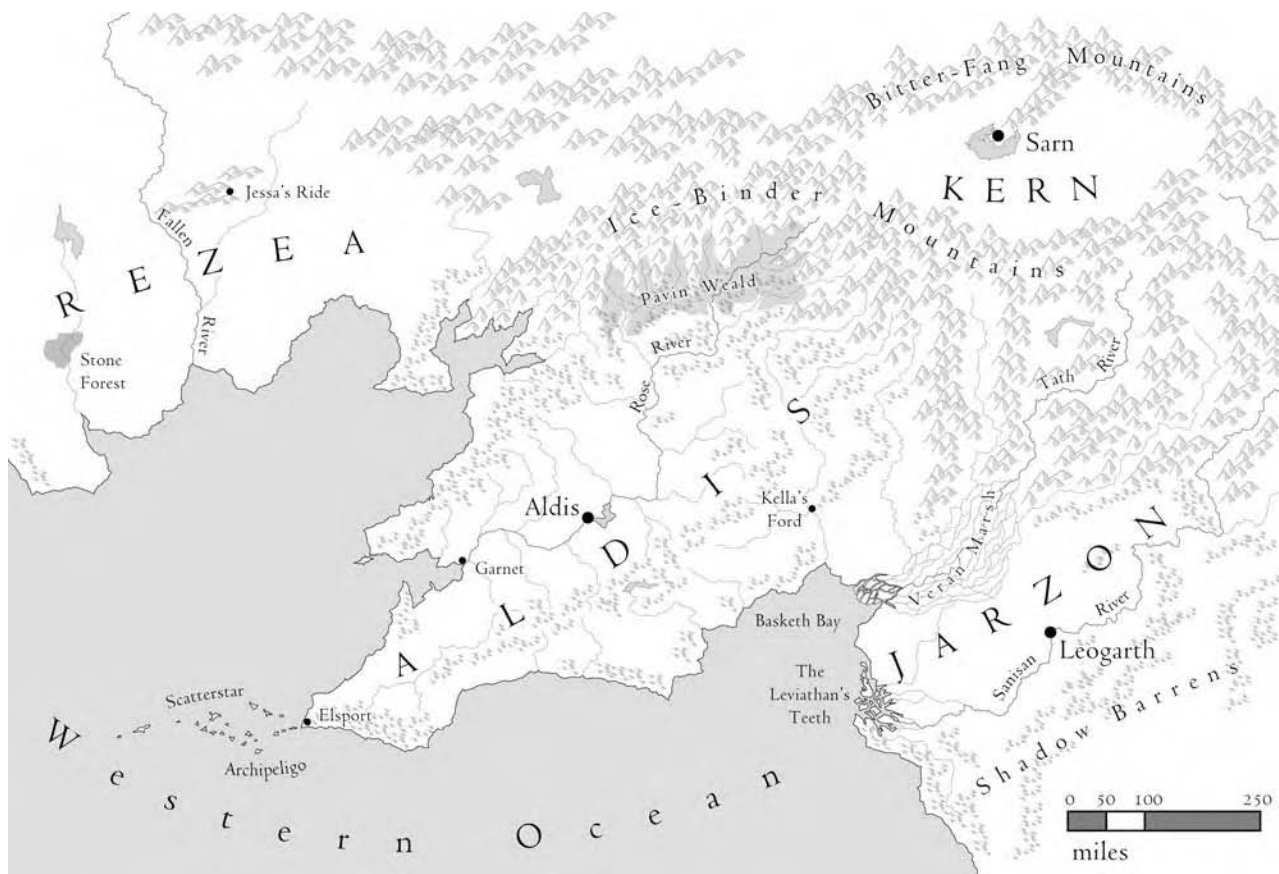 Bitter-Fang Mountains
Sarn
KERN
Jessa's Ride
Ice-Binder Mountains
Fallen River
REZEA
Pavin Weald
Stone
Forest
Rose River
Tath River
ALDIS
Aldis
Kella's
Ford
Veran Marsh
Garnet
JARZON
Basketh Bay
Leogarth
Sanisan River
The
Leviathan's
Teeth
Shadow Barrens
Scatterstar
Elsport
Archipeligo
Western Ocean
0 50 100 250
miles